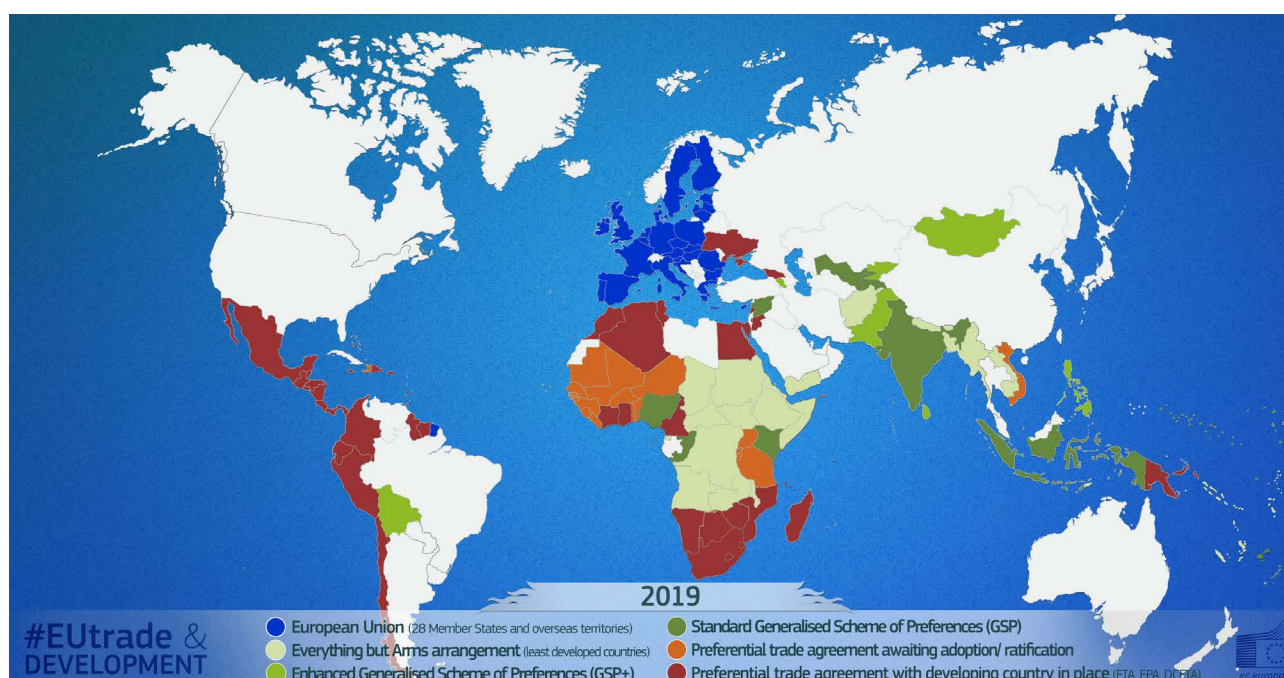 2019
#EUtrade &
DEVELOPMENT
European Union (28 Member States and overseas territories)
Everything but Arms arrangement (least developed countries)
Enhanced Generalised Scheme of Preferences (GSP+)
Standard Generalised Scheme of Preferences (GSP)
Preferential trade agreement awaiting adoption/ ratification
Preferential trade agreement with developing country in place (FTA, EPA, DCFTA)